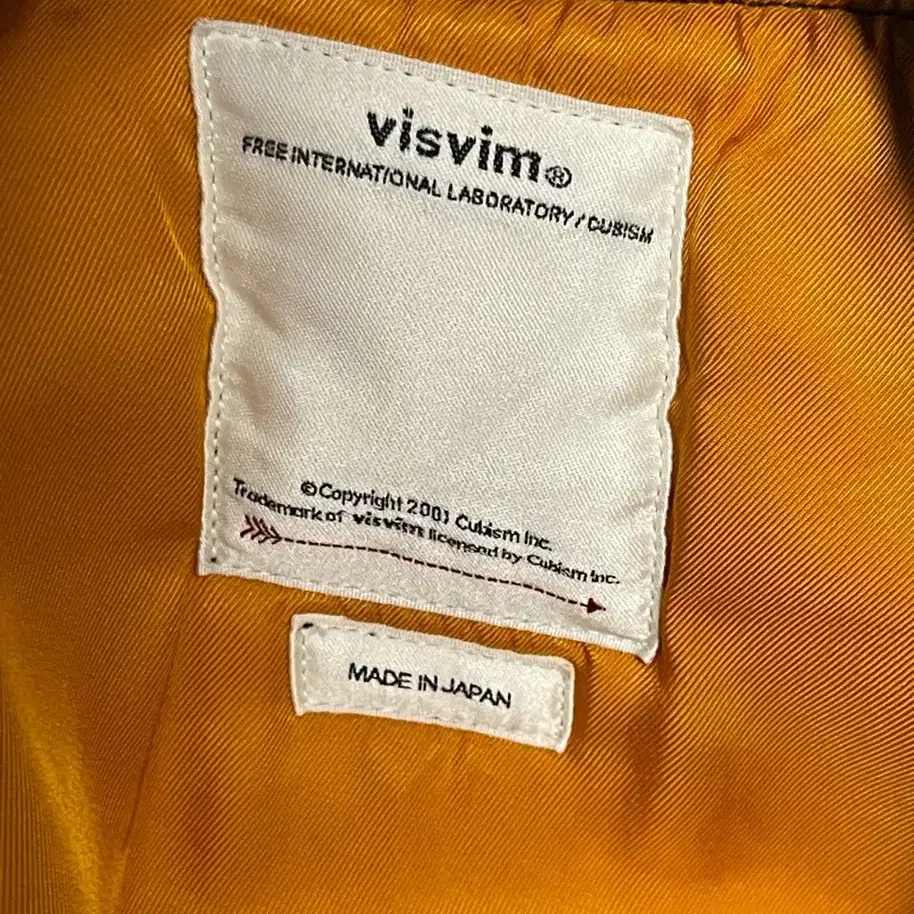 visvim®
FREE INTERNATIONAL LABORATORY / CUBISM
©Copyright 2001 Cubism Inc.
Trademark of visvim licensed by Cubism Inc.
MADE IN JAPAN